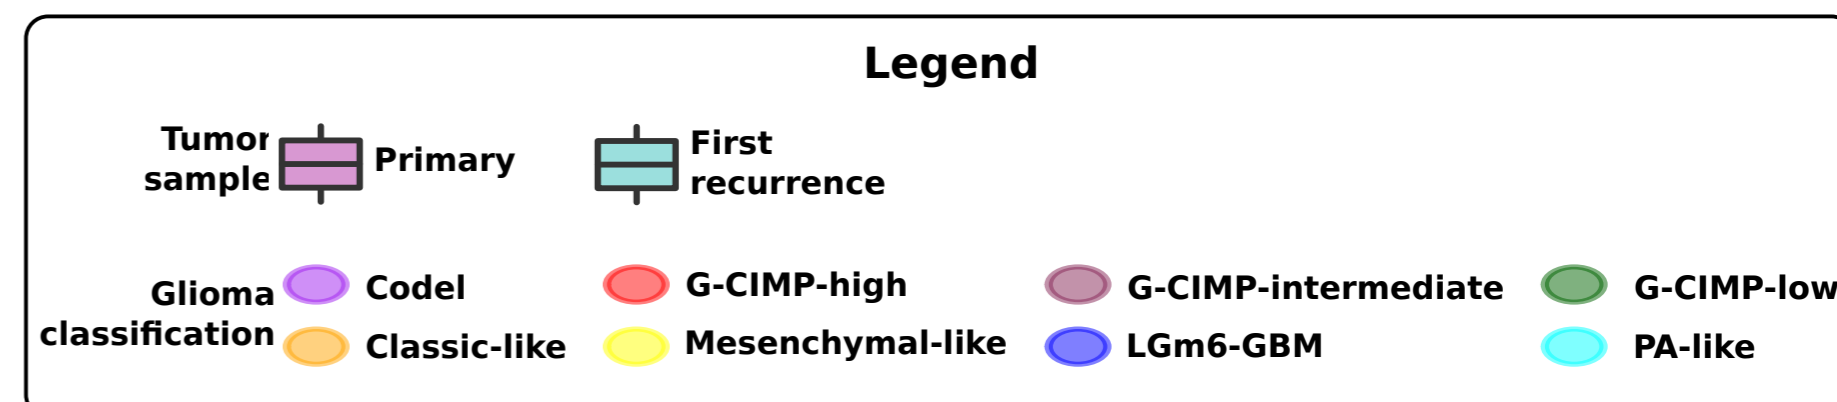 Legend
Tumor
sample
Primary
First
recurrence
Glioma
classification
Codel
G-CIMP-high
G-CIMP-intermediate
G-CIMP-low
Classic-like
Mesenchymal-like
LGm6-GBM
PA-like